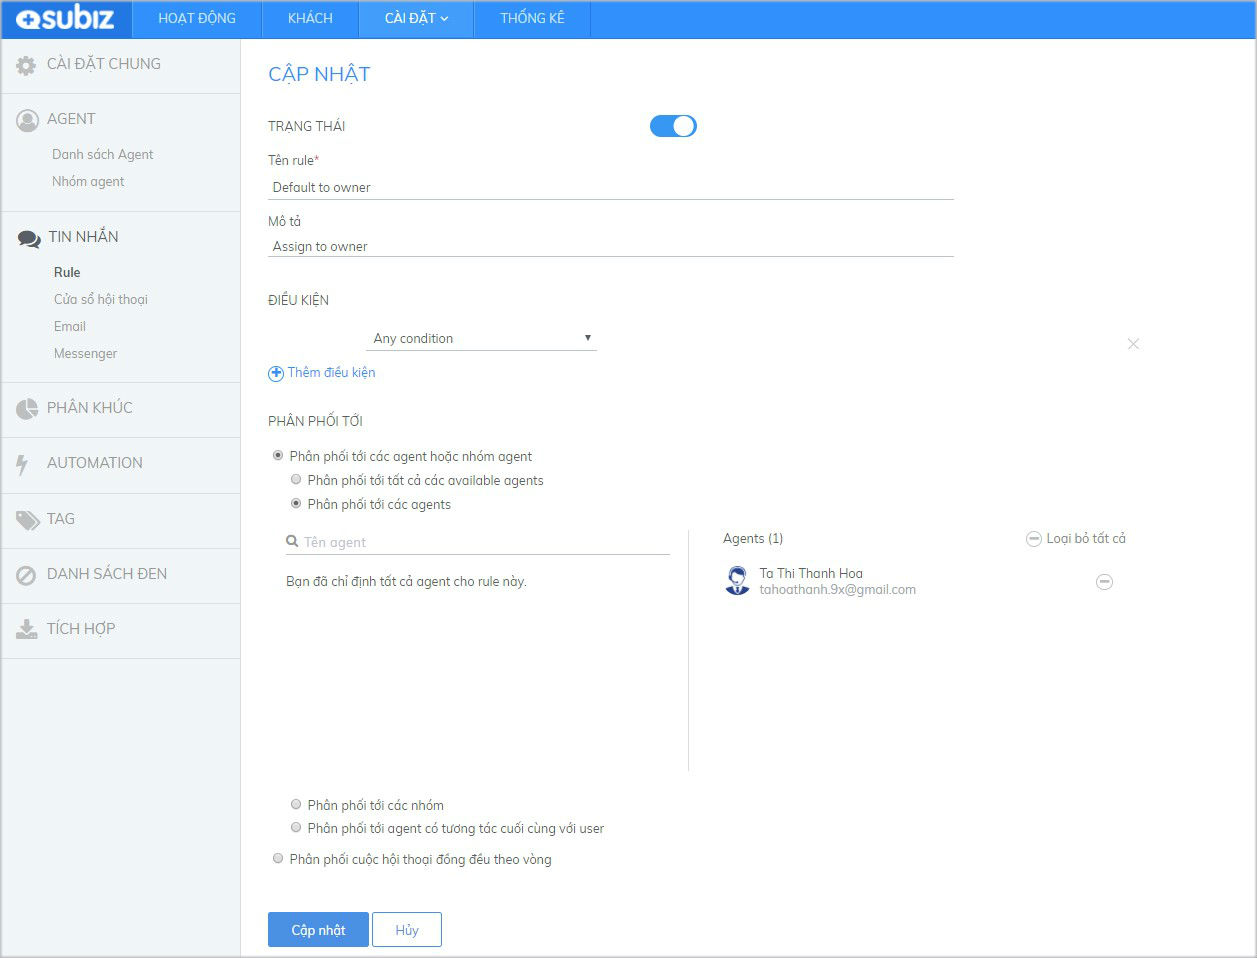 subiz
HOẠT ĐỘNG
KHÁCH
CÀI ĐẶT
THỐNG KÊ
CÀI ĐẶT CHUNG
AGENT
Danh sách Agent
Nhóm agent
TIN NHẮN
Rule
Cửa sổ hội thoại
Email
Messenger
PHÂN KHÚC
AUTOMATION
TAG
DANH SÁCH ĐEN
TÍCH HỢP
CẬP NHẬT
TRẠNG THÁI
Tên rule*
Default to owner
Mô tả
Assign to owner
ĐIỀU KIỆN
Any condition
Thêm điều kiện
PHÂN PHỐI TỚI
Phân phối tới các agent hoặc nhóm agent
Phân phối tới tất cả các available agents
Phân phối tới các agents
Tên agent
Bạn đã chỉ định tất cả agent cho rule này.
Agents (1)
Loại bỏ tất cả
Ta Thi Thanh Hoa
tahoathanh.9x@gmail.com
Phân phối tới các nhóm
Phân phối tới agent có tương tác cuối cùng với user
Phân phối cuộc hội thoại đồng đều theo vòng
Cập nhật
Hủy